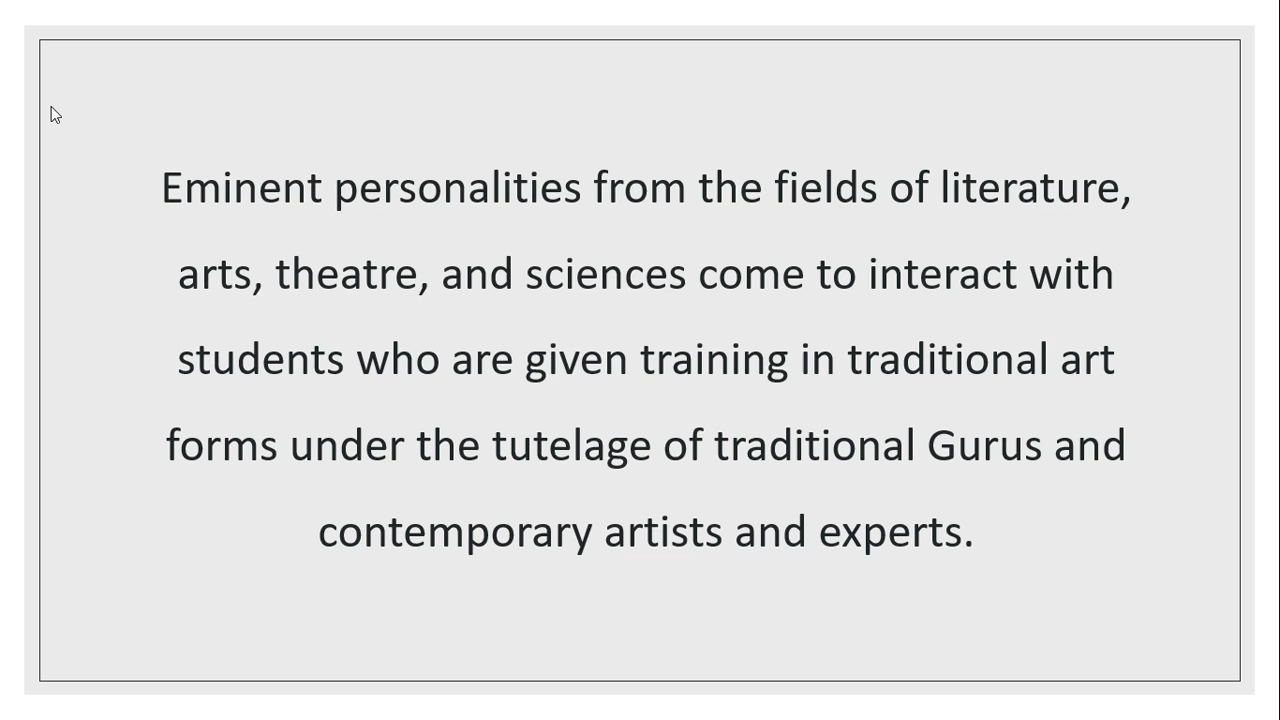 Eminent personalities from the fields of literature,
arts, theatre, and sciences come to interact with
students who are given training in traditional art
forms under the tutelage of traditional Gurus and
contemporary artists and experts.